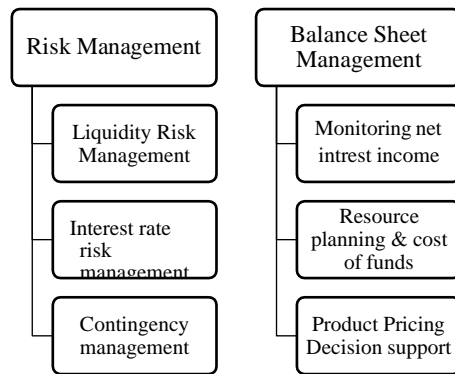 Risk Management
Liquidity Risk
Management
Interest rate
risk
management
Contingency
management
Balance Sheet
Management
Monitoring net
intrest income
Resource
planning & cost
of funds
Product Pricing
Decision support